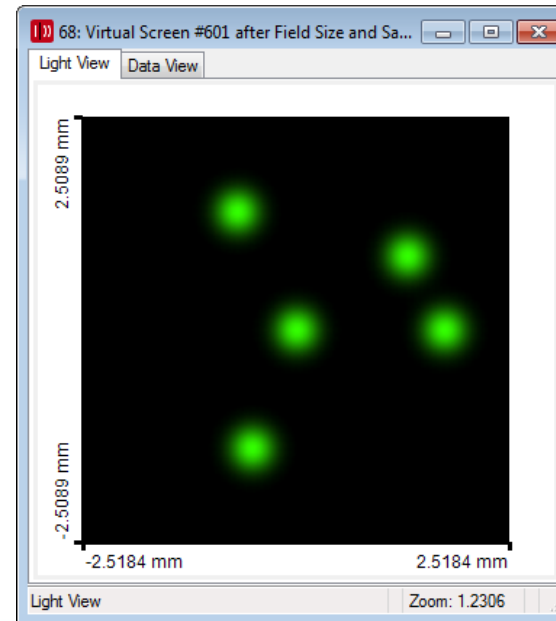 68: Virtual Screen #601 after Field Size and Sa...
Light View Data View
2.5089 mm
-2.5089 mm
-2.5184 mm 2.5184 mm
Light View Zoom: 1.2306